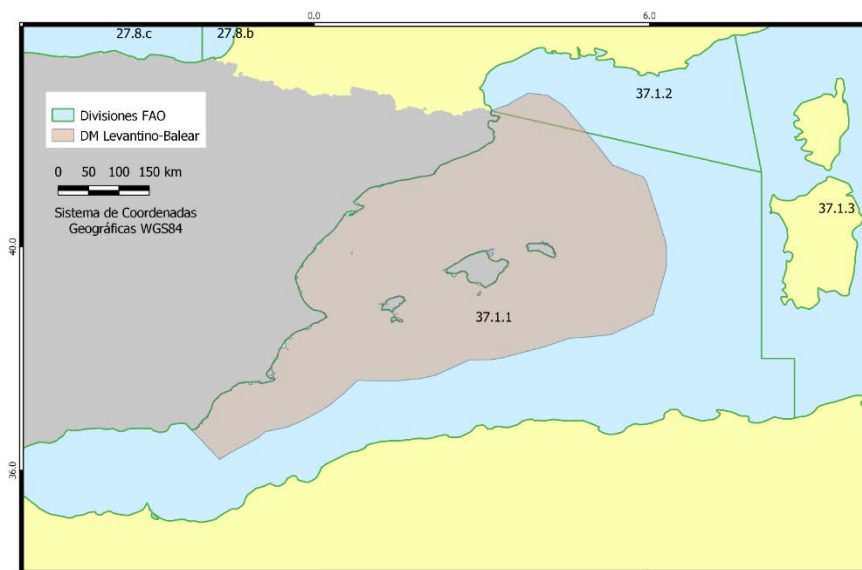 0.0
6.0
27.8.c
27.8.b
37.1.2
Divisiones FAO
DM Levantino-Balear
0 50 100 150 km
Sistema de Coordenadas
Geográficas WGS84
37.1.3
40.0
37.1.1
36.0